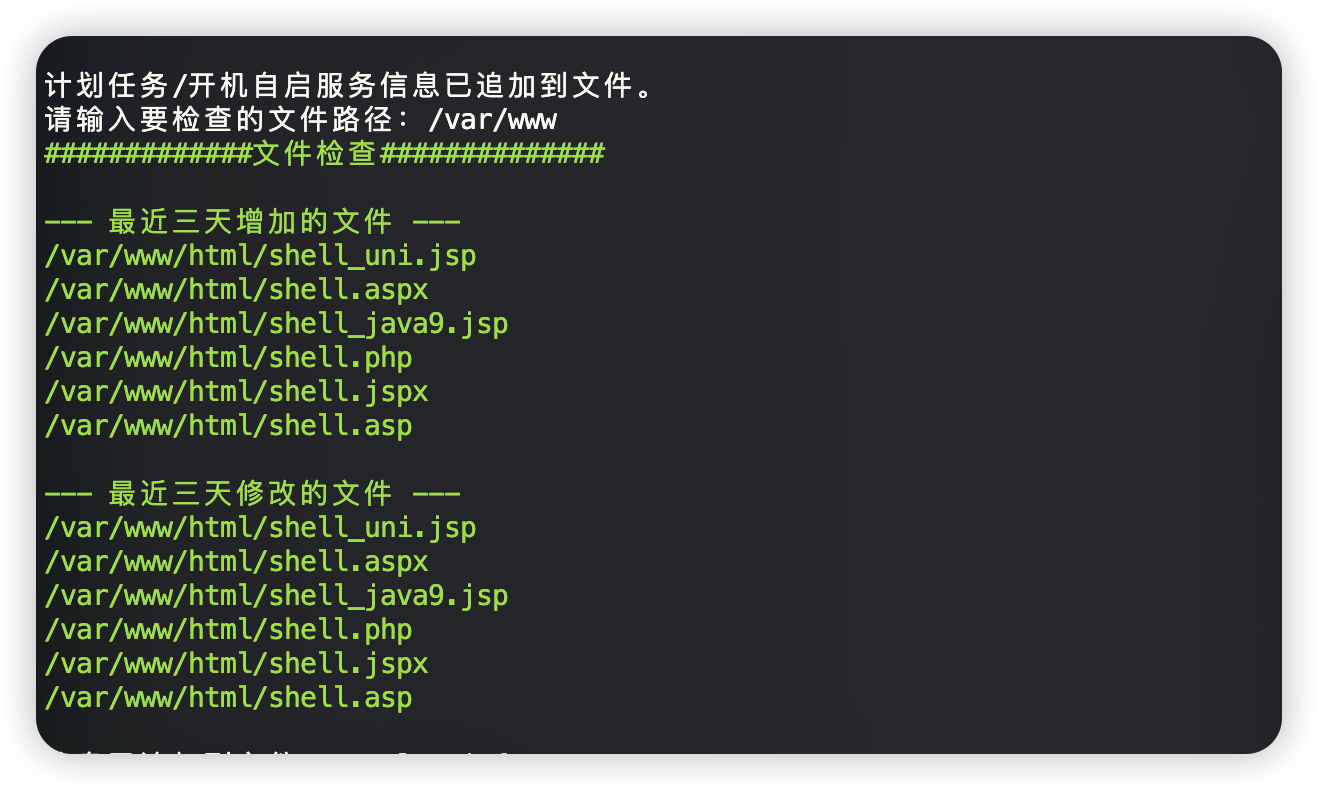 计划任务/开机自启服务信息已追加到文件。
请输入要检查的文件路径: /var/www
#############文件检查##############
--- 最近三天增加的文件 ---
/var/www/html/shell_uni.jsp
/var/www/html/shell.aspx
/var/www/html/shell_java9.jsp
/var/www/html/shell.php
/var/www/html/shell.jspx
/var/www/html/shell.asp
--- 最近三天修改的文件 ---
/var/www/html/shell_uni.jsp
/var/www/html/shell.aspx
/var/www/html/shell_java9.jsp
/var/www/html/shell.php
/var/www/html/shell.jspx
/var/www/html/shell.asp